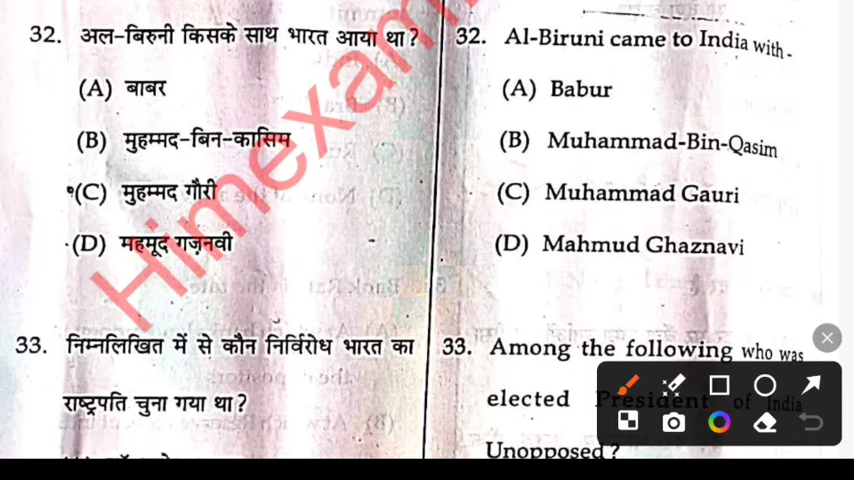 32. अल-बिरुनी किसके साथ भारत आया था?
(A) बाबर
(B) मुहम्मद-बिन-कासिम
(C) मुहम्मद गौरी
(D) महमूद गज़नवी
33. निम्नलिखित में से कौन निर्विरोध भारत का
राष्ट्रपति चुना गया था?
32. Al-Biruni came to India with -
(A) Babur
(B) Muhammad-Bin-Qasim
(C) Muhammad Gauri
(D) Mahmud Ghaznavi
33. Among the following who was
elected President of India
Unopposed?
Himexam